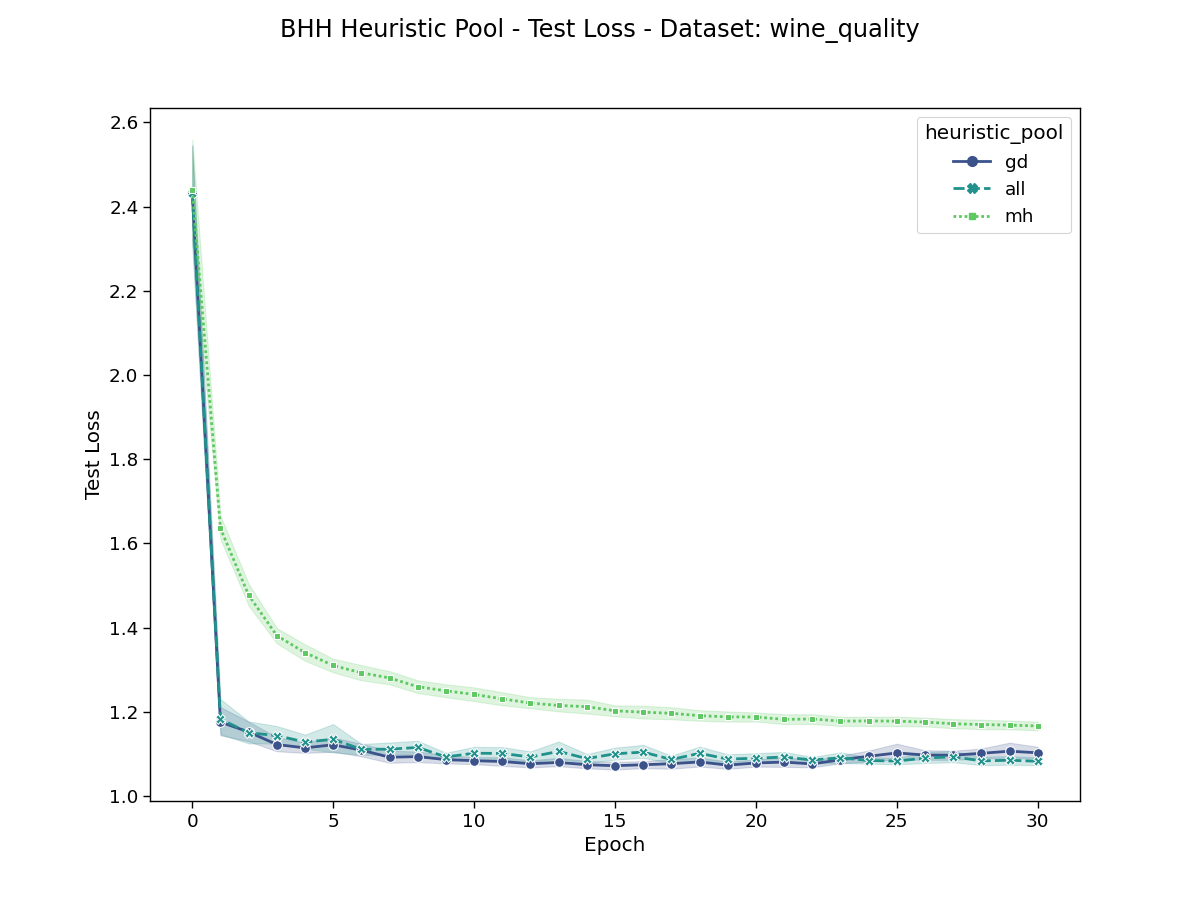 BHH Heuristic Pool - Test Loss - Dataset: wine_quality
heuristic_pool
gd
all
mh
Test Loss
2.6
2.4
2.2
2.0
1.8
1.6
1.4
1.2
1.0
0 5 10 15 20 25 30
Epoch